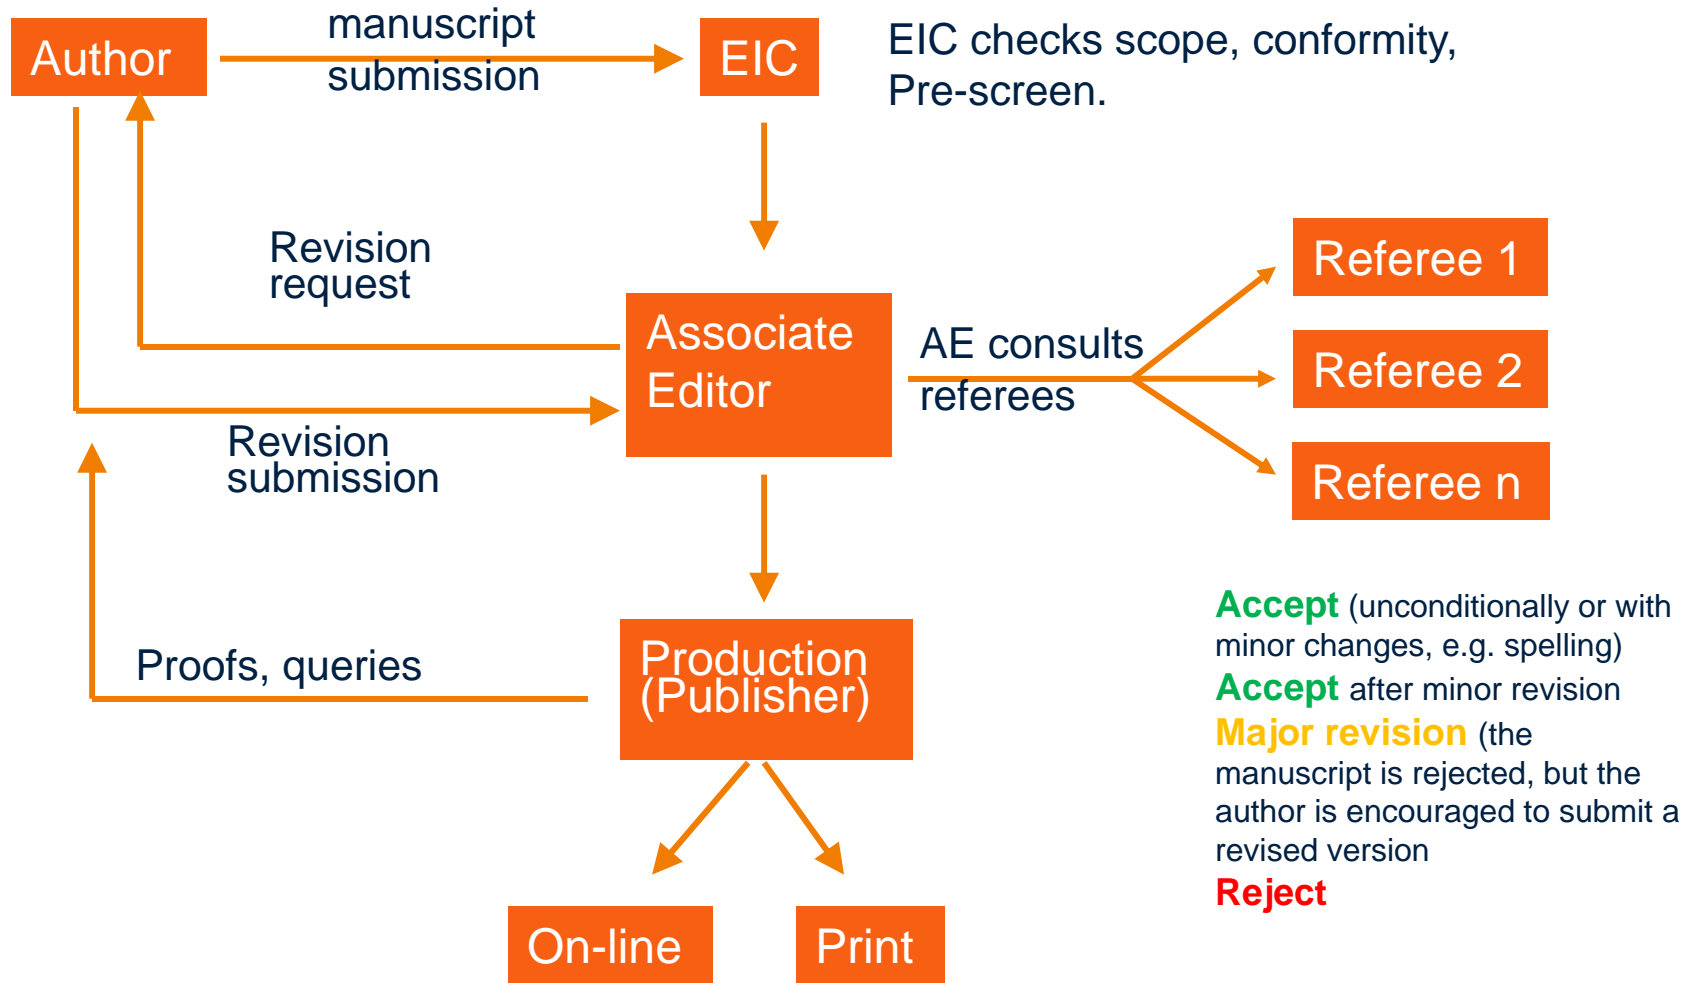 Author
manuscript
submission
EIC
EIC checks scope, conformity,
Pre-screen.
Revision
request
Associate
Editor
AE consults
referees
Referee 1
Referee 2
Referee n
Revision
submission
Proofs, queries
Production
(Publisher)
On-line
Print
Accept (unconditionally or with
minor changes, e.g. spelling)
Accept after minor revision
Major revision (the
manuscript is rejected, but the
author is encouraged to submit a
revised version
Reject